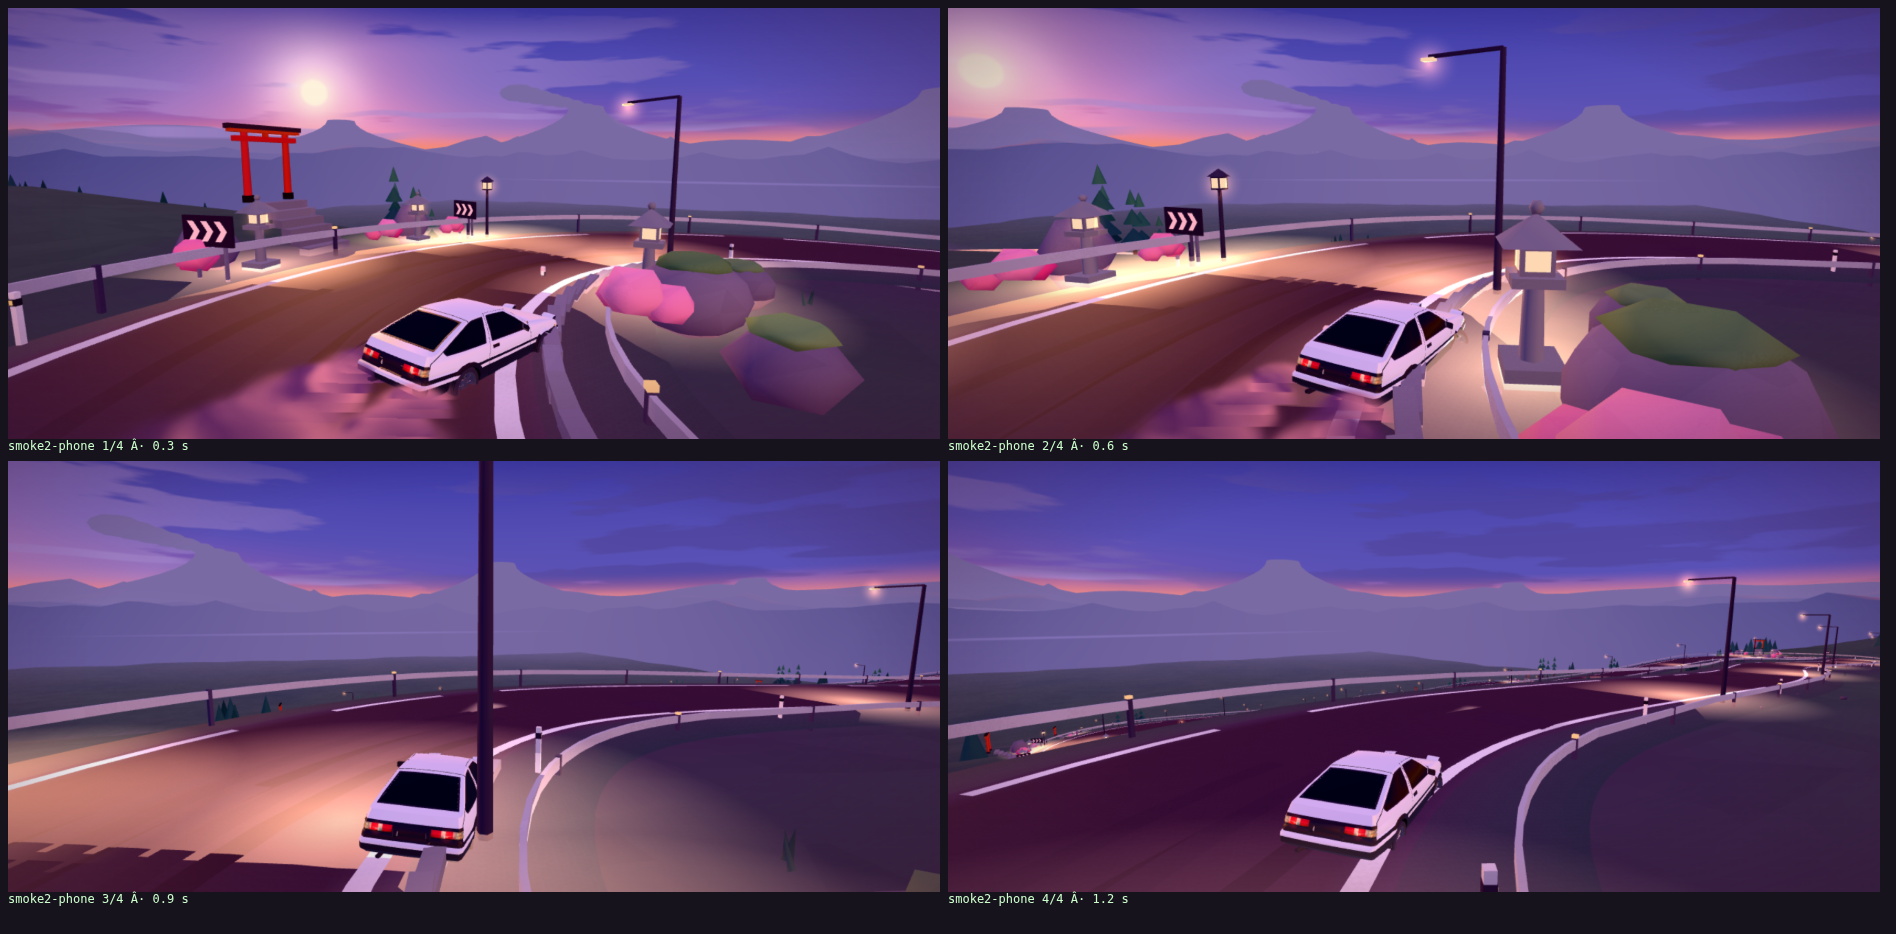 smoke2-phone 1/4 Â· 0.3 s
smoke2-phone 2/4 Â· 0.6 s
smoke2-phone 3/4 Â· 0.9 s
smoke2-phone 4/4 Â· 1.2 s